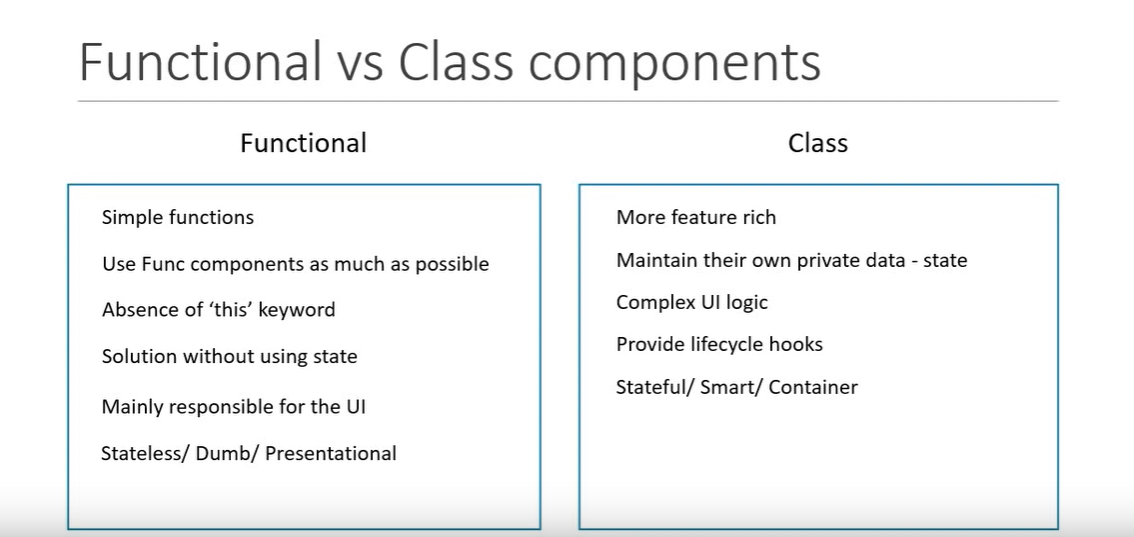 Functional vs Class components
Functional
Simple functions
Use Func components as much as possible
Absence of ‘this’ keyword
Solution without using state
Mainly responsible for the UI
Stateless/ Dumb/ Presentational
Class
More feature rich
Maintain their own private data - state
Complex UI logic
Provide lifecycle hooks
Stateful/ Smart/ Container